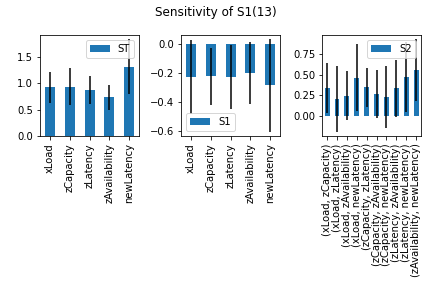 Sensitivity of S1(13)
ST
1.5
1.0
0.5
0.0
xLoad
zCapacity
zLatency
zAvailability
newLatency
S1
0.0
−0.2
−0.4
−0.6
xLoad
zCapacity
zLatency
zAvailability
newLatency
S2
0.75
0.50
0.25
0.00
(xLoad, zCapacity)
(xLoad, zLatency)
(xLoad, zAvailability)
(xLoad, newLatency)
(zCapacity, zLatency)
(zCapacity, zAvailability)
(zCapacity, newLatency)
(zLatency, zAvailability)
(zLatency, newLatency)
(zAvailability, newLatency)